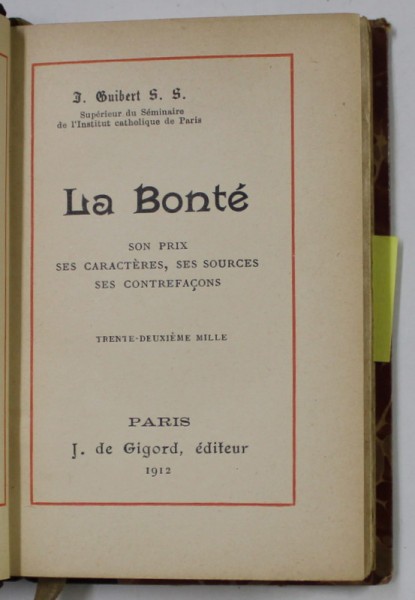 J. Guibert S. S.
Supérieur du Séminaire
de l'Institut catholique de Paris
La Bonté
SON PRIX
SES CARACTÈRES, SES SOURCES
SES CONTREFAÇONS
TRENTE-DEUXIÈME MILLE
PARIS
J. de Gigord, éditeur
1912